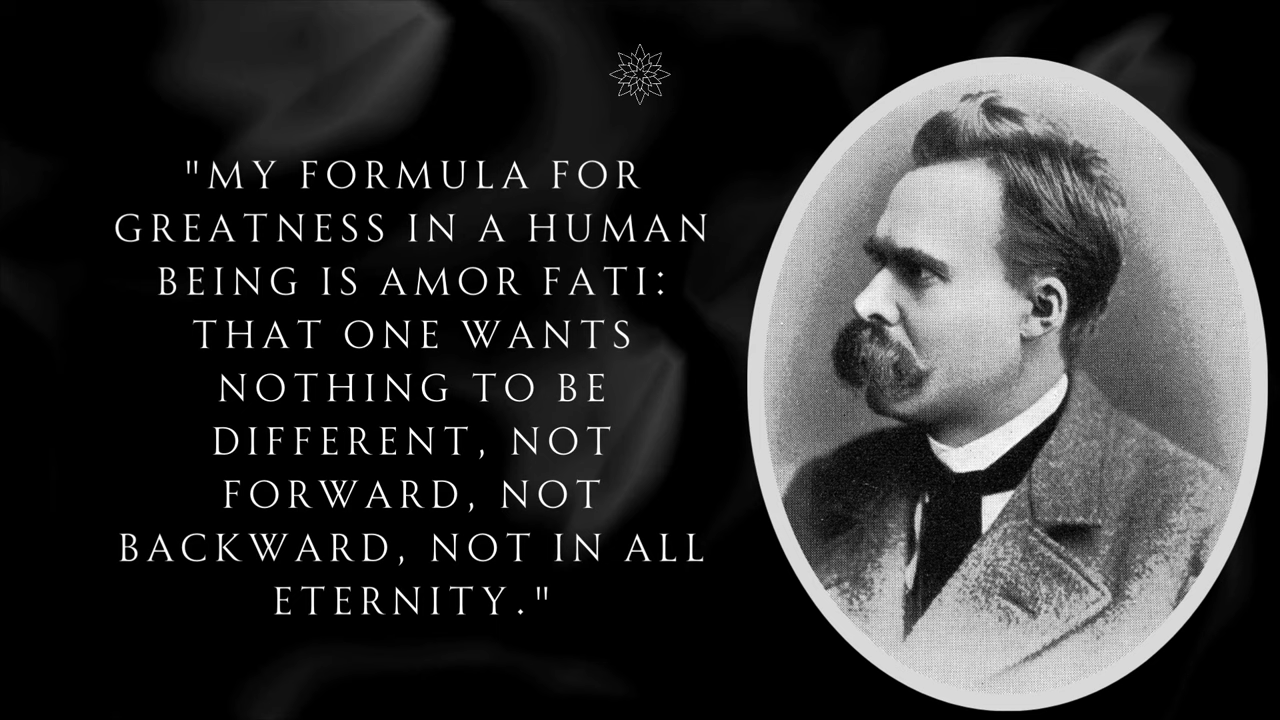 "MY FORMULA FOR
GREATNESS IN A HUMAN
BEING IS AMOR FATI:
THAT ONE WANTS
NOTHING TO BE
DIFFERENT, NOT
FORWARD, NOT
BACKWARD, NOT IN ALL
ETERNITY."